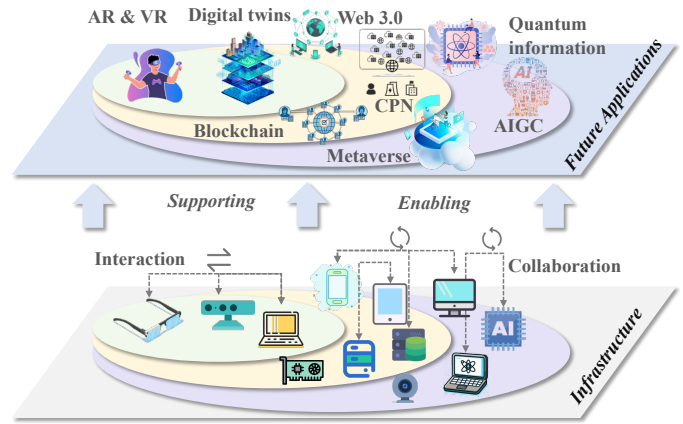 AR & VR
Digital twins
Web 3.0
Quantum
information
CPN
AI
AIGC
Blockchain
Metaverse
Future Applications
Supporting
Enabling
Interaction
Collaboration
AI
Infrastructure